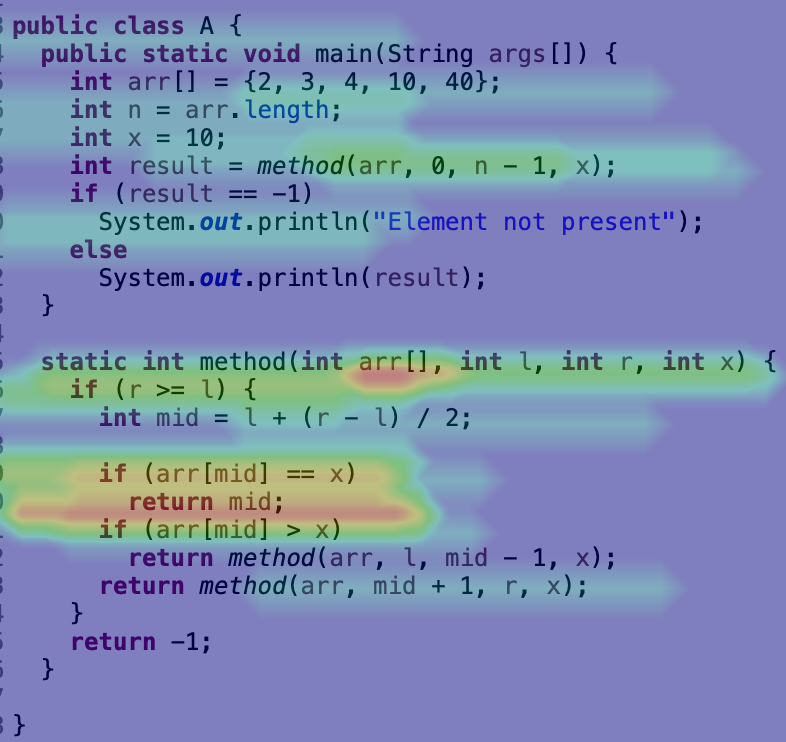 public class A {
public static void main(String args[]) {
int arr[] = {2, 3, 4, 10, 40};
int n = arr.length;
int x = 10;
int result = method(arr, 0, n - 1, x);
if (result == -1)
System.out.println("Element not present");
else
System.out.println(result);
}
static int method(int arr[], int l, int r, int x) {
if (r >= l) {
int mid = l + (r - l) / 2;
if (arr[mid] == x)
return mid;
if (arr[mid] > x)
return method(arr, l, mid - 1, x);
return method(arr, mid + 1, r, x);
}
return -1;
}
}